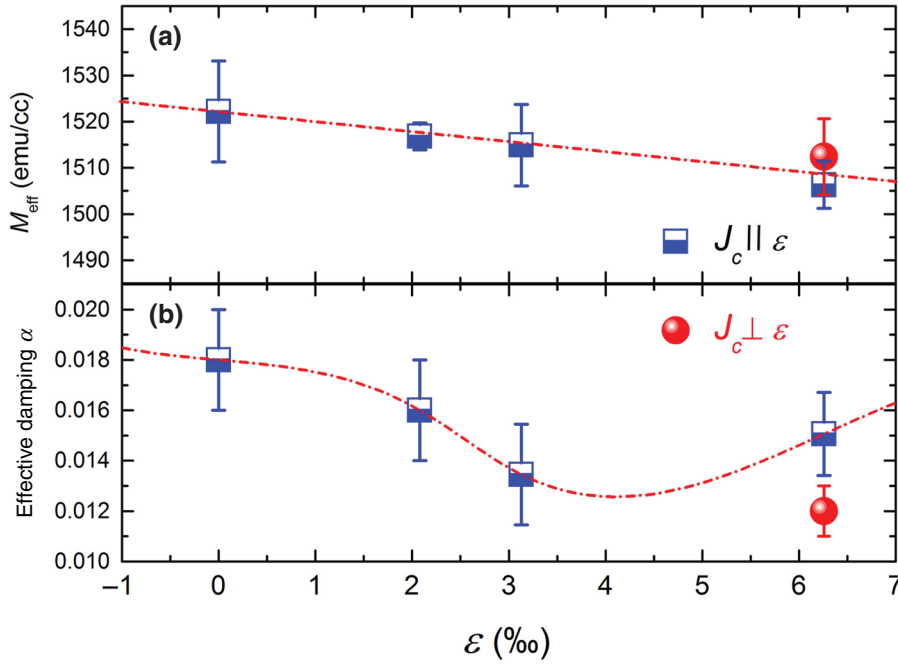 (a)
M_eff (emu/cc)
1540
1530
1520
1510
1500
1490
J_c || ε
(b)
Effective damping α
0.020
0.018
0.016
0.014
0.012
0.010
J_c ⊥ ε
–1 0 1 2 3 4 5 6 7
ε (‰)